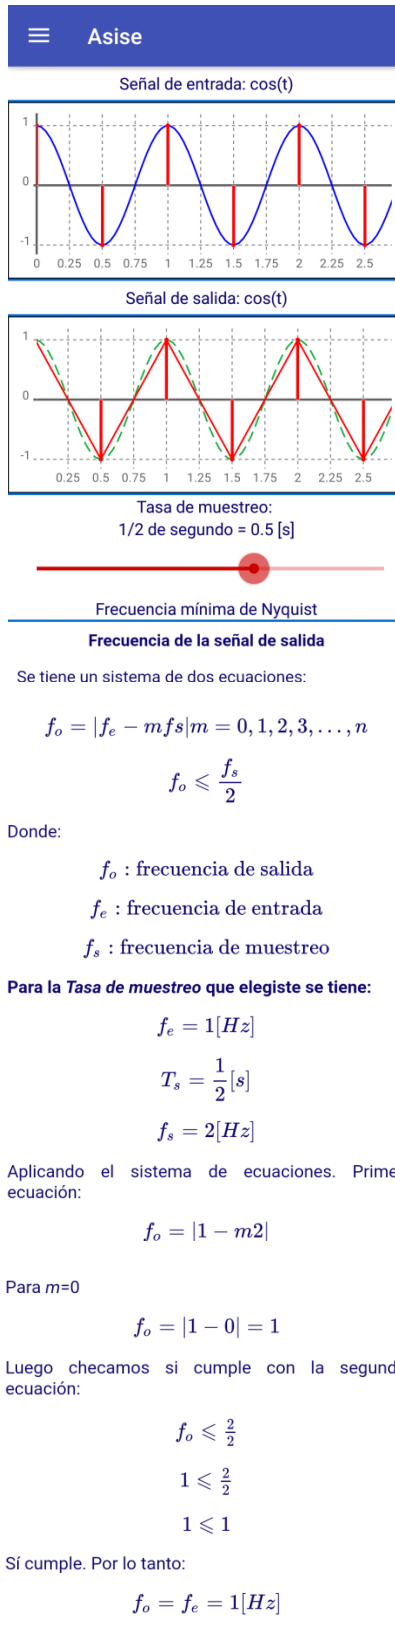 Asise
Señal de entrada: cos(t)
1
0
-1
0 0.25 0.5 0.75 1 1.25 1.5 1.75 2 2.25 2.5
Señal de salida: cos(t)
1
0
-1
0.25 0.5 0.75 1 1.25 1.5 1.75 2 2.25 2.5
Tasa de muestreo:
1/2 de segundo = 0.5 [s]
Frecuencia mínima de Nyquist
Frecuencia de la señal de salida
Se tiene un sistema de dos ecuaciones:
f_o = |f_e − mfs|m = 0, 1, 2, 3, . . . , n
f_o ⩽ f_s/2
Donde:
f_o : frecuencia de salida
f_e : frecuencia de entrada
f_s : frecuencia de muestreo
Para la Tasa de muestreo que elegiste se tiene:
f_e = 1[Hz]
T_s = 1/2 [s]
f_s = 2[Hz]
Aplicando el sistema de ecuaciones. Prime
ecuación:
f_o = |1 − m2|
Para m=0
f_o = |1 − 0| = 1
Luego checamos si cumple con la segund
ecuación:
f_o ⩽ 2/2
1 ⩽ 2/2
1 ⩽ 1
Sí cumple. Por lo tanto:
f_o = f_e = 1[Hz]